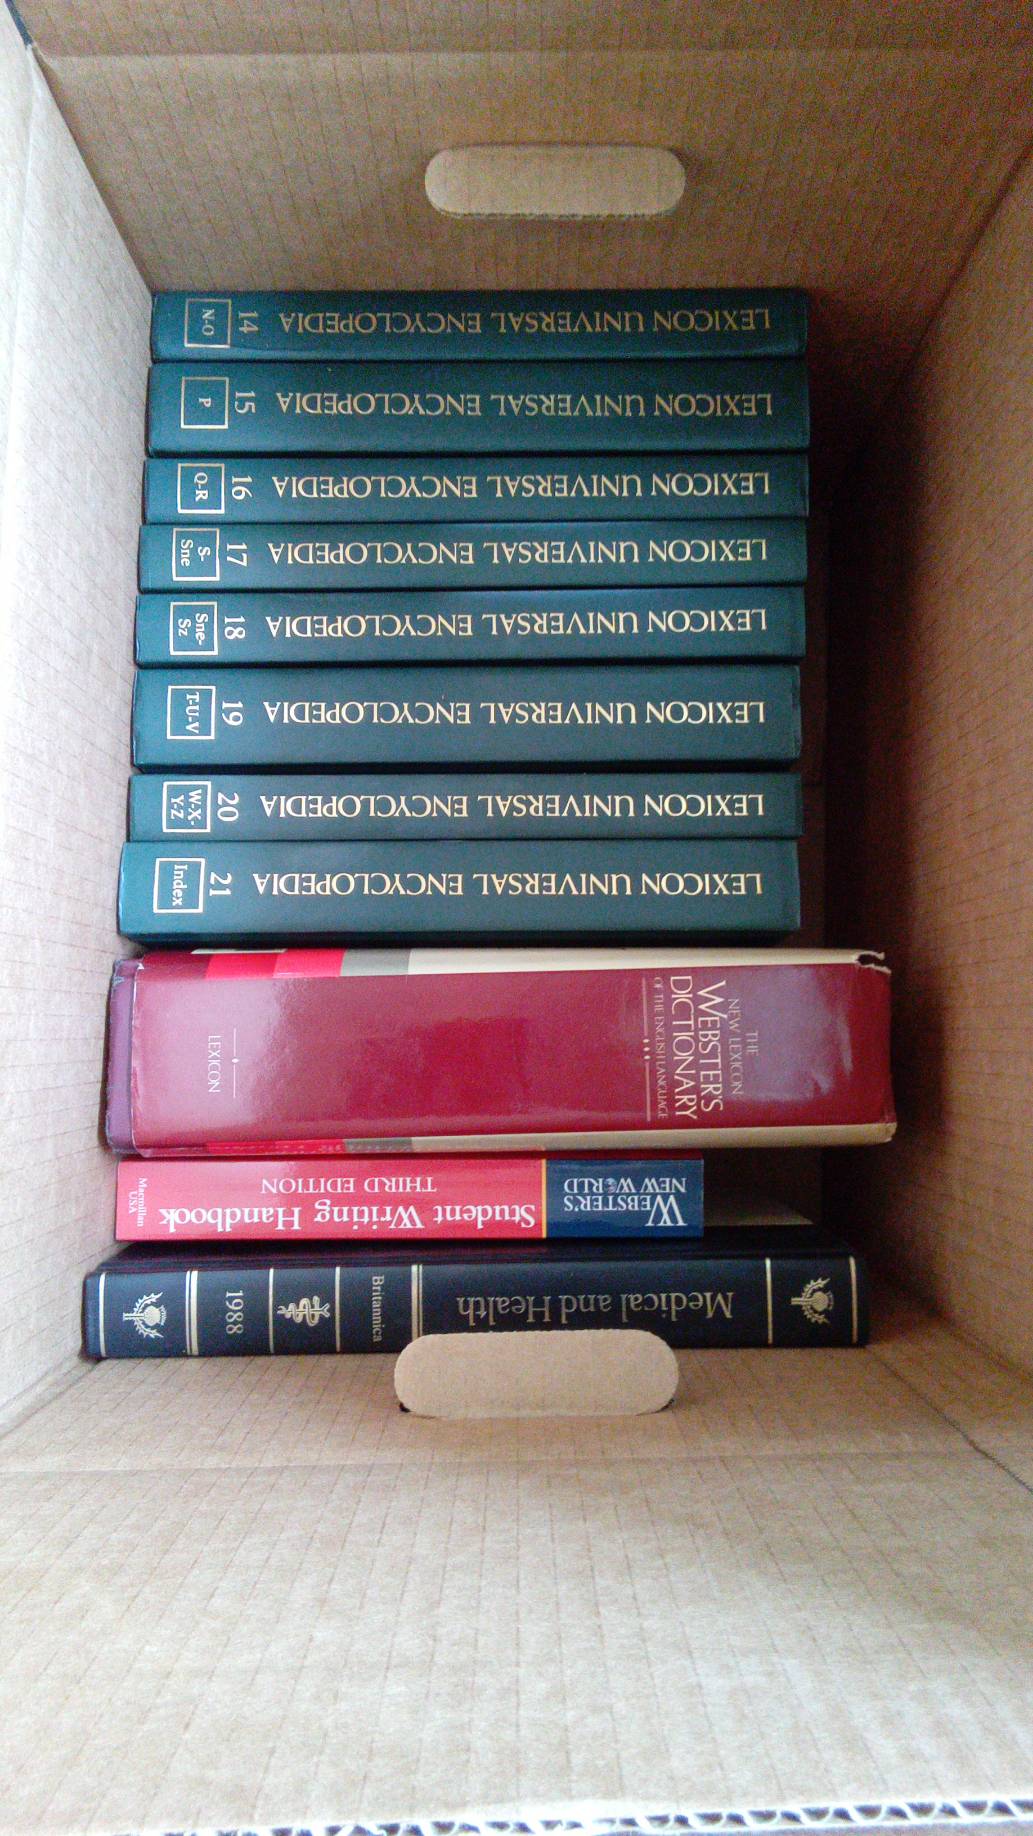 LEXICON UNIVERSAL ENCYCLOPEDIA 14 N-O
LEXICON UNIVERSAL ENCYCLOPEDIA 15 P
LEXICON UNIVERSAL ENCYCLOPEDIA 16 Q-R
LEXICON UNIVERSAL ENCYCLOPEDIA 17 S-
Sne
LEXICON UNIVERSAL ENCYCLOPEDIA 18 Sne-
Sz
LEXICON UNIVERSAL ENCYCLOPEDIA 19 T-U-V
LEXICON UNIVERSAL ENCYCLOPEDIA 20 W-X-
Y-Z
LEXICON UNIVERSAL ENCYCLOPEDIA 21 Index
THE
NEW LEXICON
WEBSTER'S
DICTIONARY
OF THE ENGLISH LANGUAGE
LEXICON
WEBSTER'S
NEW WORLD
Student Writing Handbook
THIRD EDITION
Macmillan
USA
Medical and Health
Britannica
1988